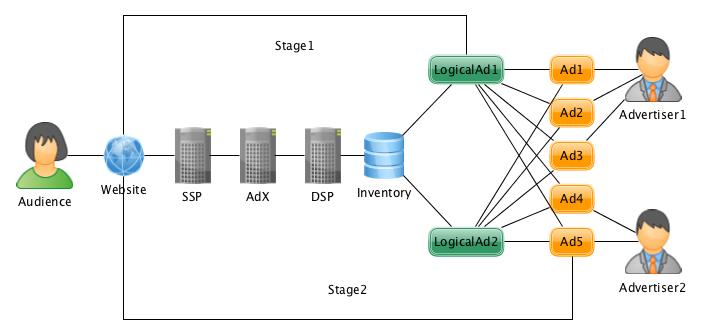 Stage1
LogicalAd1
Ad1
Ad2
Advertiser1
Ad3
Audience
Website
SSP
AdX
DSP
Inventory
Ad4
LogicalAd2
Ad5
Advertiser2
Stage2